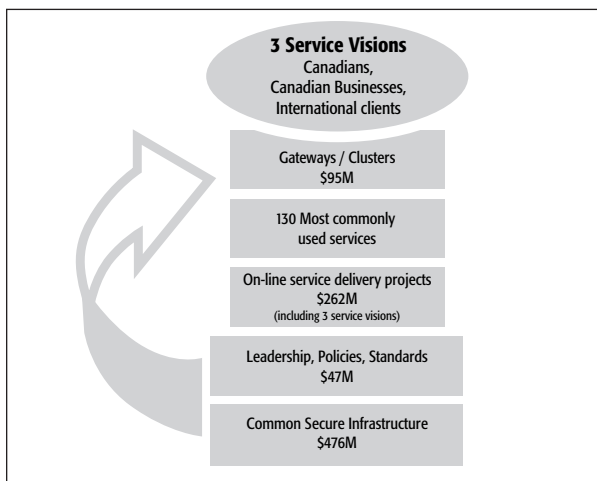 3 Service Visions
Canadians,
Canadian Businesses,
International clients
Gateways / Clusters
$95M
130 Most commonly
used services
On-line service delivery projects
$262M
(including 3 service visions)
Leadership, Policies, Standards
$47M
Common Secure Infrastructure
$476M